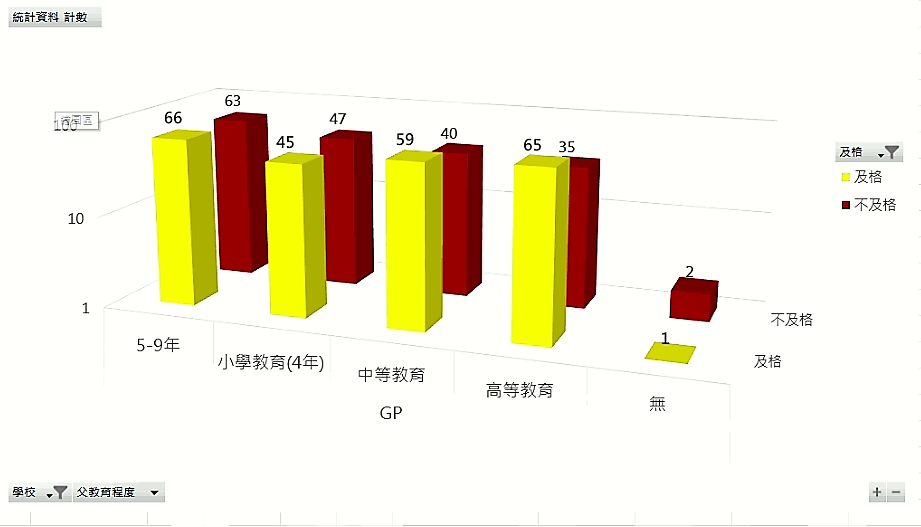 統計資料 計數
100
10
1
66
63
45
47
59
40
65
35
1
2
5-9年
小學教育(4年)
中等教育
高等教育
無
GP
不及格
及格
及格
及格
不及格
學校
父教育程度
+
−